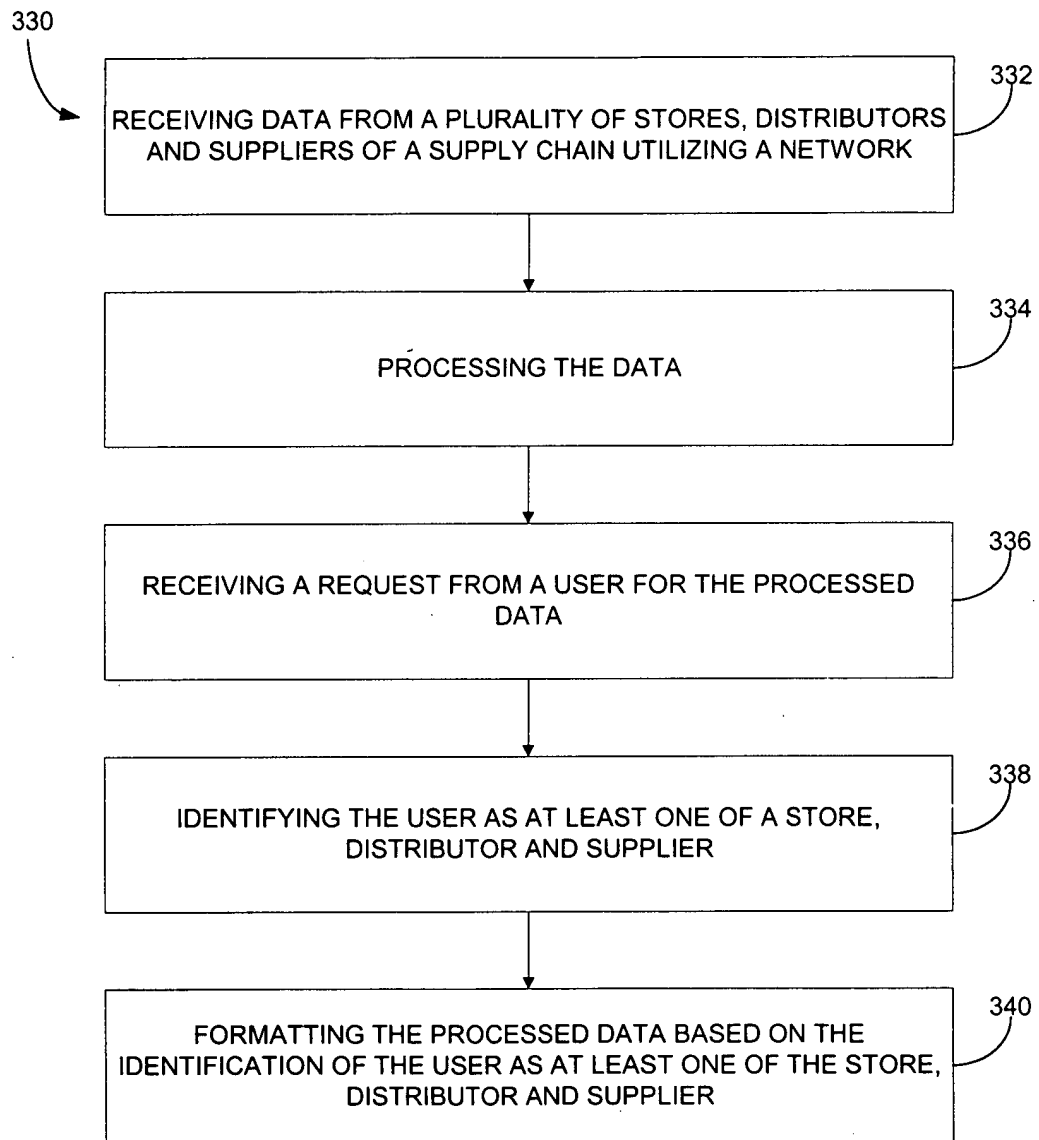 330
332
RECEIVING DATA FROM A PLURALITY OF STORES, DISTRIBUTORS
AND SUPPLIERS OF A SUPPLY CHAIN UTILIZING A NETWORK
334
PROCESSING THE DATA
336
RECEIVING A REQUEST FROM A USER FOR THE PROCESSED
DATA
338
IDENTIFYING THE USER AS AT LEAST ONE OF A STORE,
DISTRIBUTOR AND SUPPLIER
340
FORMATTING THE PROCESSED DATA BASED ON THE
IDENTIFICATION OF THE USER AS AT LEAST ONE OF THE STORE,
DISTRIBUTOR AND SUPPLIER